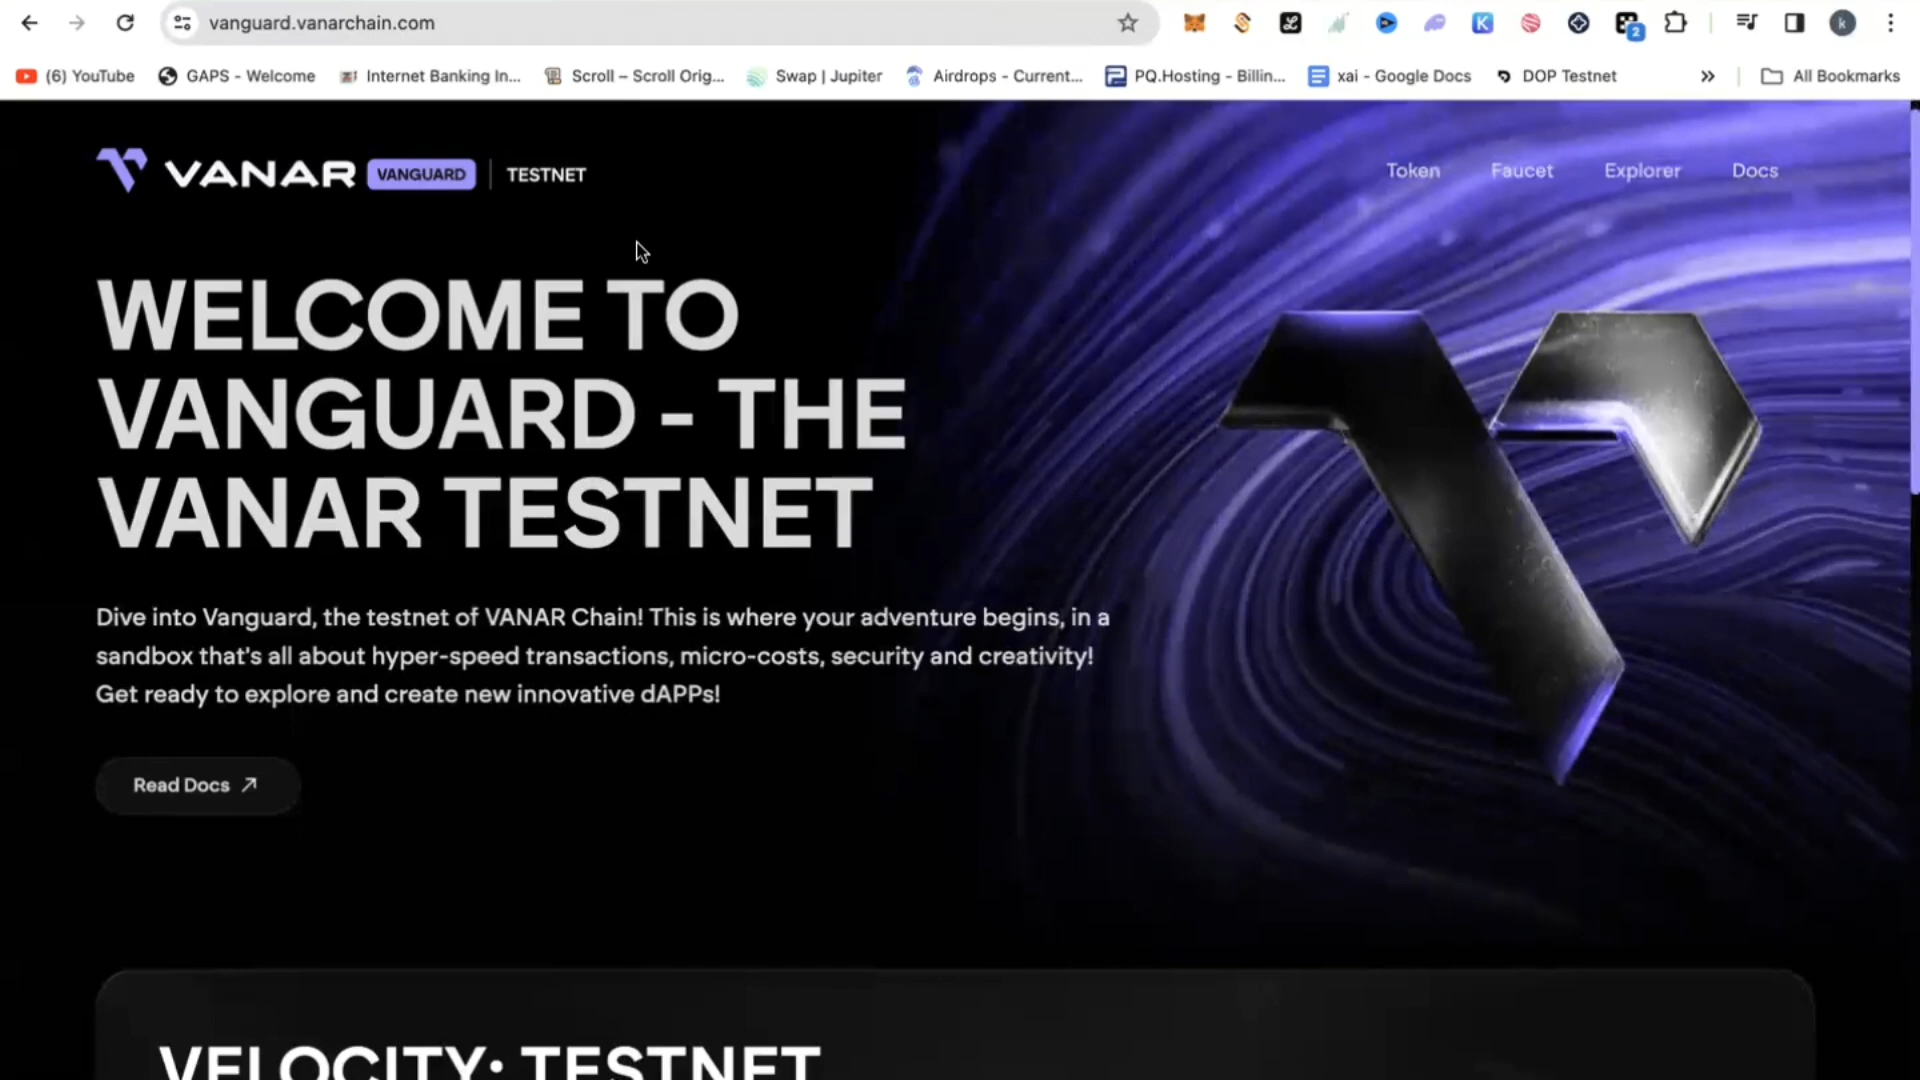 vanguard.vanarchain.com
2
k
(6) YouTube
GAPS - Welcome
Internet Banking In...
Scroll – Scroll Orig...
Swap | Jupiter
Airdrops - Current...
PQ.Hosting - Billin...
xai - Google Docs
DOP Testnet
All Bookmarks
VANAR VANGUARD TESTNET
Token
Faucet
Explorer
Docs
WELCOME TO
VANGUARD - THE
VANAR TESTNET
Dive into Vanguard, the testnet of VANAR Chain! This is where your adventure begins, in a
sandbox that's all about hyper-speed transactions, micro-costs, security and creativity!
Get ready to explore and create new innovative dAPPs!
Read Docs
VELOCITY: TESTNET